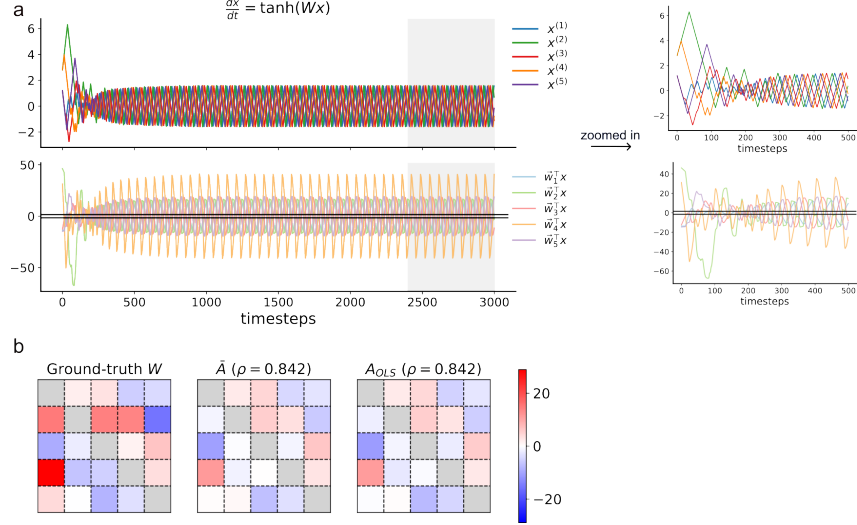 a
dx/dt = tanh(Wx)
6
4
2
0
−2
x⁽¹⁾
x⁽²⁾
x⁽³⁾
x⁽⁴⁾
x⁽⁵⁾
zoomed in
6
4
2
0
−2
0 100 200 300 400 500
timesteps
50
0
−50
0 500 1000 1500 2000 2500 3000
timesteps
w̃₁ᵀx
w̃₂ᵀx
w̃₃ᵀx
w̃₄ᵀx
w̃₅ᵀx
40
20
0
−20
−40
−60
0 100 200 300 400 500
timesteps
b
Ground-truth W
Ā (ρ = 0.842)
A_OLS (ρ = 0.842)
20
0
−20